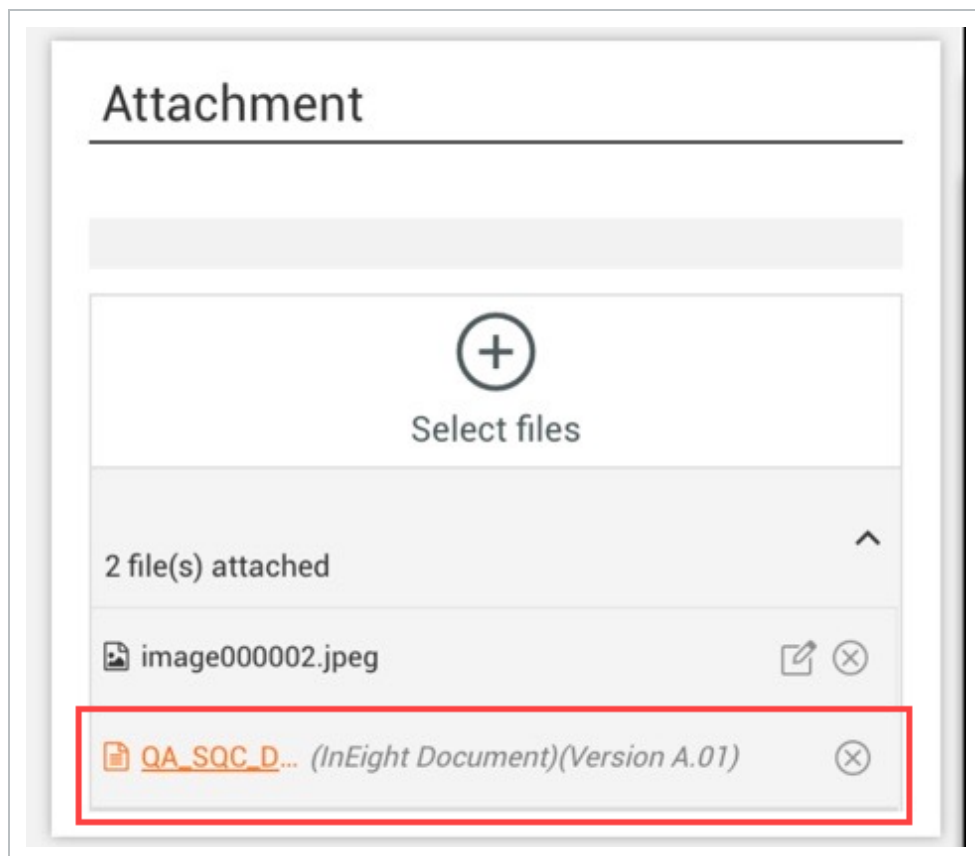 Attachment
Select files
2 file(s) attached
image000002.jpeg
QA_SQC_D... (InEight Document)(Version A.01)